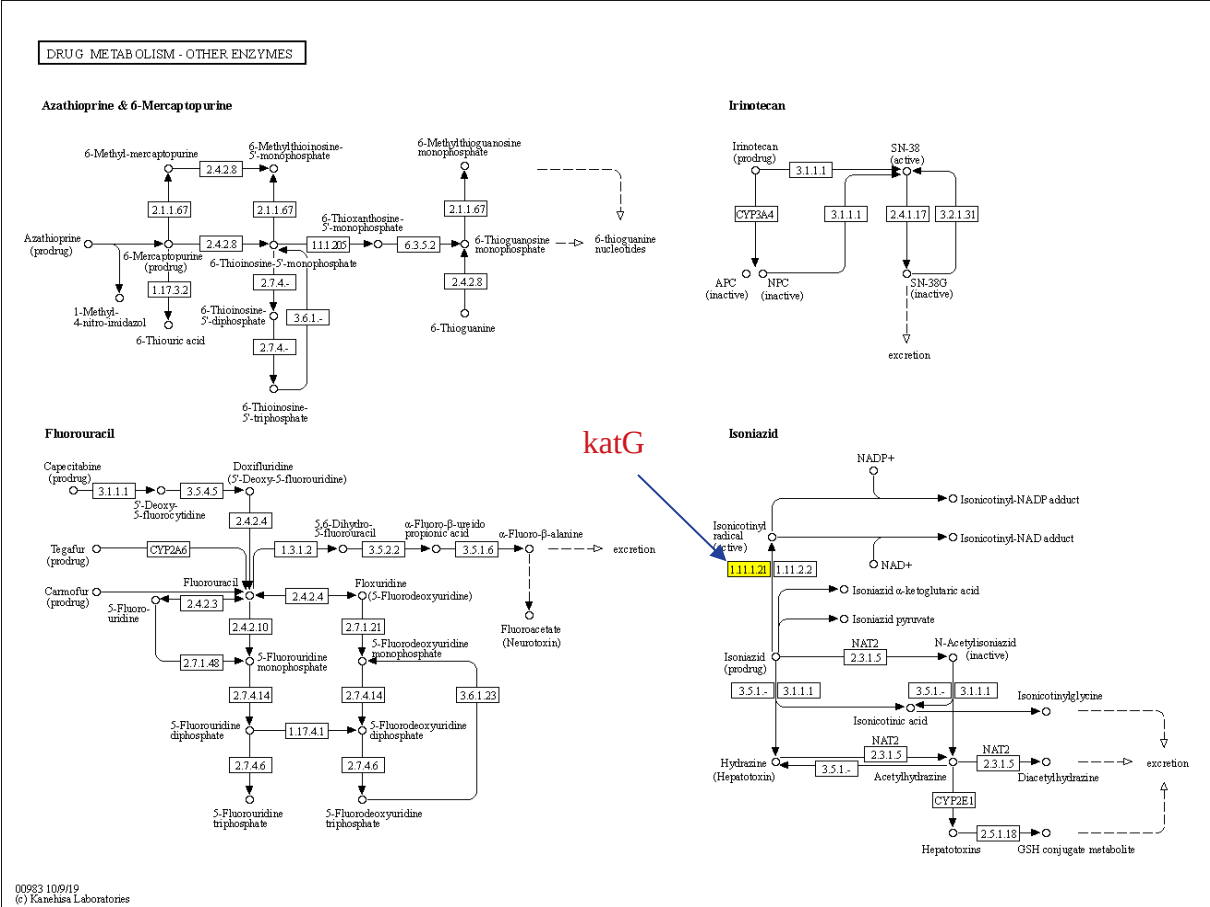 DRUG METABOLISM - OTHER ENZYMES
Azathioprine & 6-Mercaptopurine
6-Methyl-mercaptopurine
2.4.2.8
6-Methylthioinosine-
5'-monophosphate
6-Methylthioguanosine
monophosphate
2.1.1.67
2.1.1.67
2.1.1.67
Azathioprine
(prodrug)
2.4.2.8
6-Thioxanthosine-
5'-monophosphate
1.1.1.205
6.3.5.2
6-Thioguanosine
monophosphate
6-thioguanine
nucleotides
6-Mercaptopurine
(prodrug)
6-Thioinosine-5'-monophosphate
1.17.3.2
2.7.4.-
2.4.2.8
1-Methyl-
4-nitro-imidazol
6-Thioinosine-
5'-diphosphate
3.6.1.-
6-Thiouric acid
6-Thioguanine
2.7.4.-
6-Thioinosine-
5'-triphosphate
Irinotecan
Irinotecan
(prodrug)
3.1.1.1
SN-38
(active)
CYP3A4
3.1.1.1
2.4.1.17
3.2.1.31
APC
(inactive)
NPC
(inactive)
SN-38G
(inactive)
excretion
Fluorouracil
Capecitabine
(prodrug)
3.1.1.1
5'-Deoxy-
5-fluorocytidine
3.5.4.5
Doxifluridine
(5'-Deoxy-5-fluorouridine)
2.4.2.4
Tegafur
(prodrug)
CYP2A6
1.3.1.2
5,6-Dihydro-
5-fluorouracil
3.5.2.2
α-Fluoro-β-ureido
propionic acid
3.5.1.6
α-Fluoro-β-alanine
excretion
Carmofur
(prodrug)
Fluorouracil
5-Fluoro-
uridine
2.4.2.3
2.4.2.4
Floxuridine
(5-Fluorodeoxyuridine)
Fluoroacetate
(Neurotoxin)
2.4.2.10
2.7.1.21
2.7.1.48
5-Fluorouridine
monophosphate
5-Fluorodeoxyuridine
monophosphate
2.7.4.14
2.7.4.14
3.6.1.23
5-Fluorouridine
diphosphate
1.17.4.1
5-Fluorodeoxyuridine
diphosphate
2.7.4.6
2.7.4.6
5-Fluorouridine
triphosphate
5-Fluorodeoxyuridine
triphosphate
katG
Isoniazid
NADP+
Isonicotinyl-NADP adduct
Isonicotinyl
radical
(active)
Isonicotinyl-NAD adduct
NAD+
1.11.1.21
1.11.2.2
Isoniazid α-ketoglutaric acid
Isoniazid pyruvate
Isoniazid
(prodrug)
NAT2
2.3.1.5
N-Acetylisoniazid
(inactive)
3.5.1.-
3.1.1.1
3.5.1.-
3.1.1.1
Isonicotinylglycine
Isonicotinic acid
Hydrazine
(Hepatotoxin)
NAT2
2.3.1.5
3.5.1.-
Acetylhydrazine
NAT2
2.3.1.5
Diacetylhydrazine
excretion
CYP2E1
Hepatotoxins
2.5.1.18
GSH conjugate metabolite
00983 10/9/19
(c) Kanehisa Laboratories